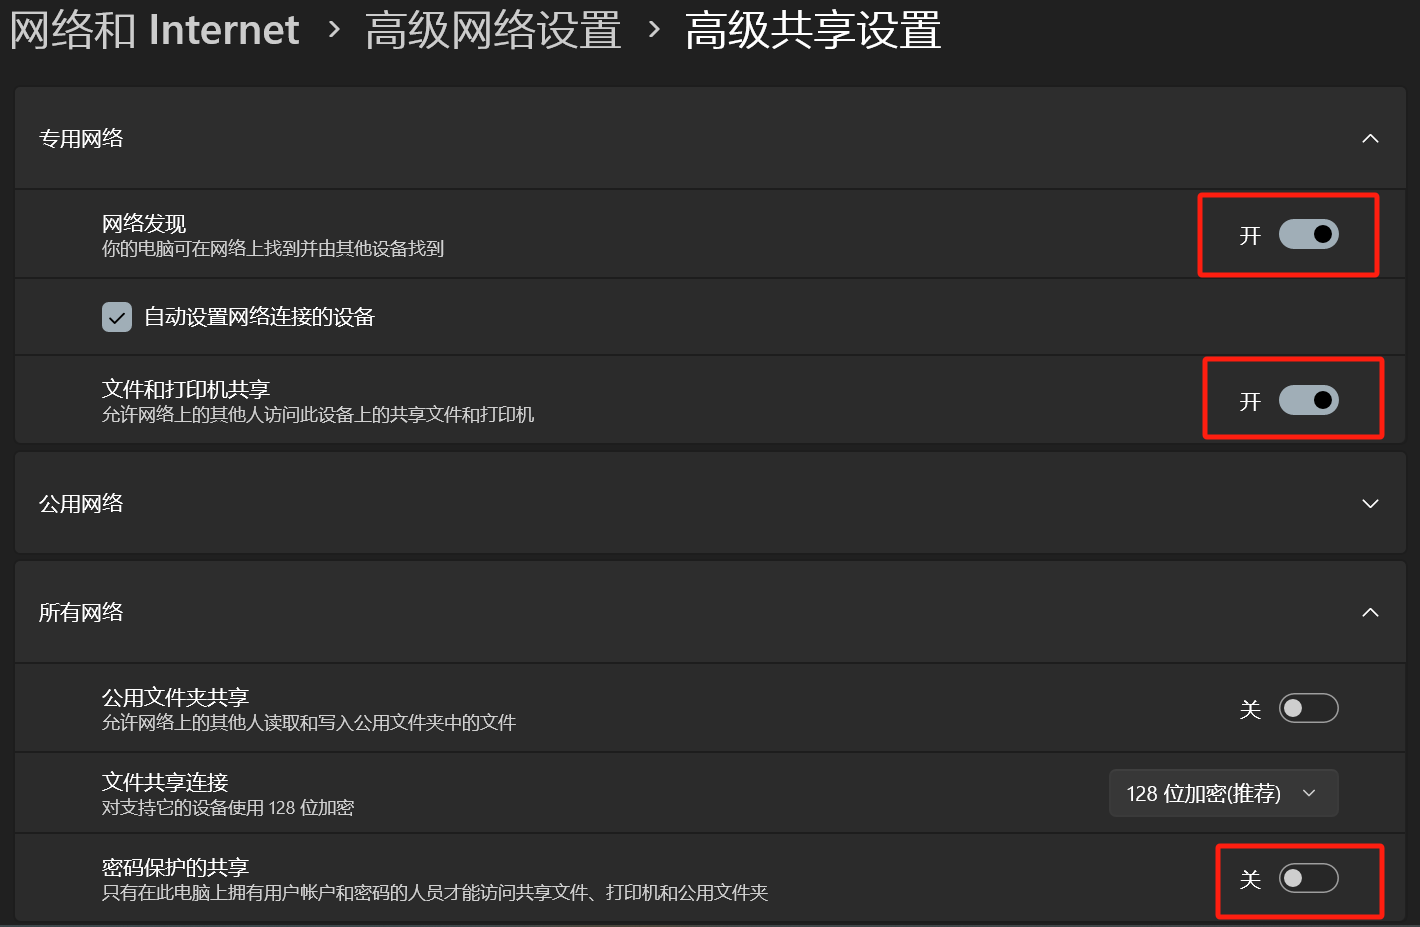 网络和 Internet › 高级网络设置 › 高级共享设置
专用网络
网络发现
你的电脑可在网络上找到并由其他设备找到
开
自动设置网络连接的设备
文件和打印机共享
允许网络上的其他人访问此设备上的共享文件和打印机
开
公用网络
所有网络
公用文件夹共享
允许网络上的其他人读取和写入公用文件夹中的文件
关
文件共享连接
对支持它的设备使用 128 位加密
128 位加密(推荐)
密码保护的共享
只有在此电脑上拥有用户帐户和密码的人员才能访问共享文件、打印机和公用文件夹
关